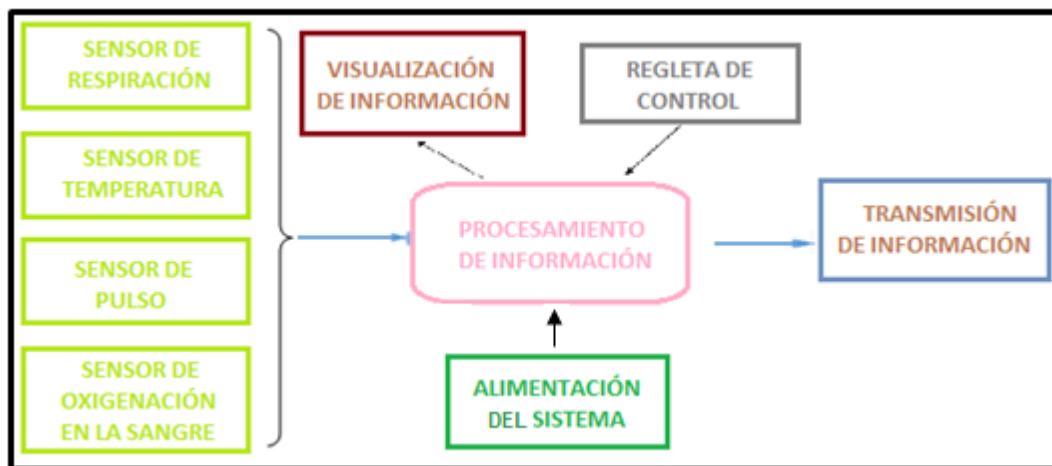 SENSOR DE
RESPIRACIÓN
SENSOR DE
TEMPERATURA
SENSOR DE
PULSO
SENSOR DE
OXIGENACIÓN
EN LA SANGRE
VISUALIZACIÓN
DE INFORMACIÓN
REGLETA DE
CONTROL
PROCESAMIENTO
DE INFORMACIÓN
ALIMENTACIÓN
DEL SISTEMA
TRANSMISIÓN
DE INFORMACIÓN